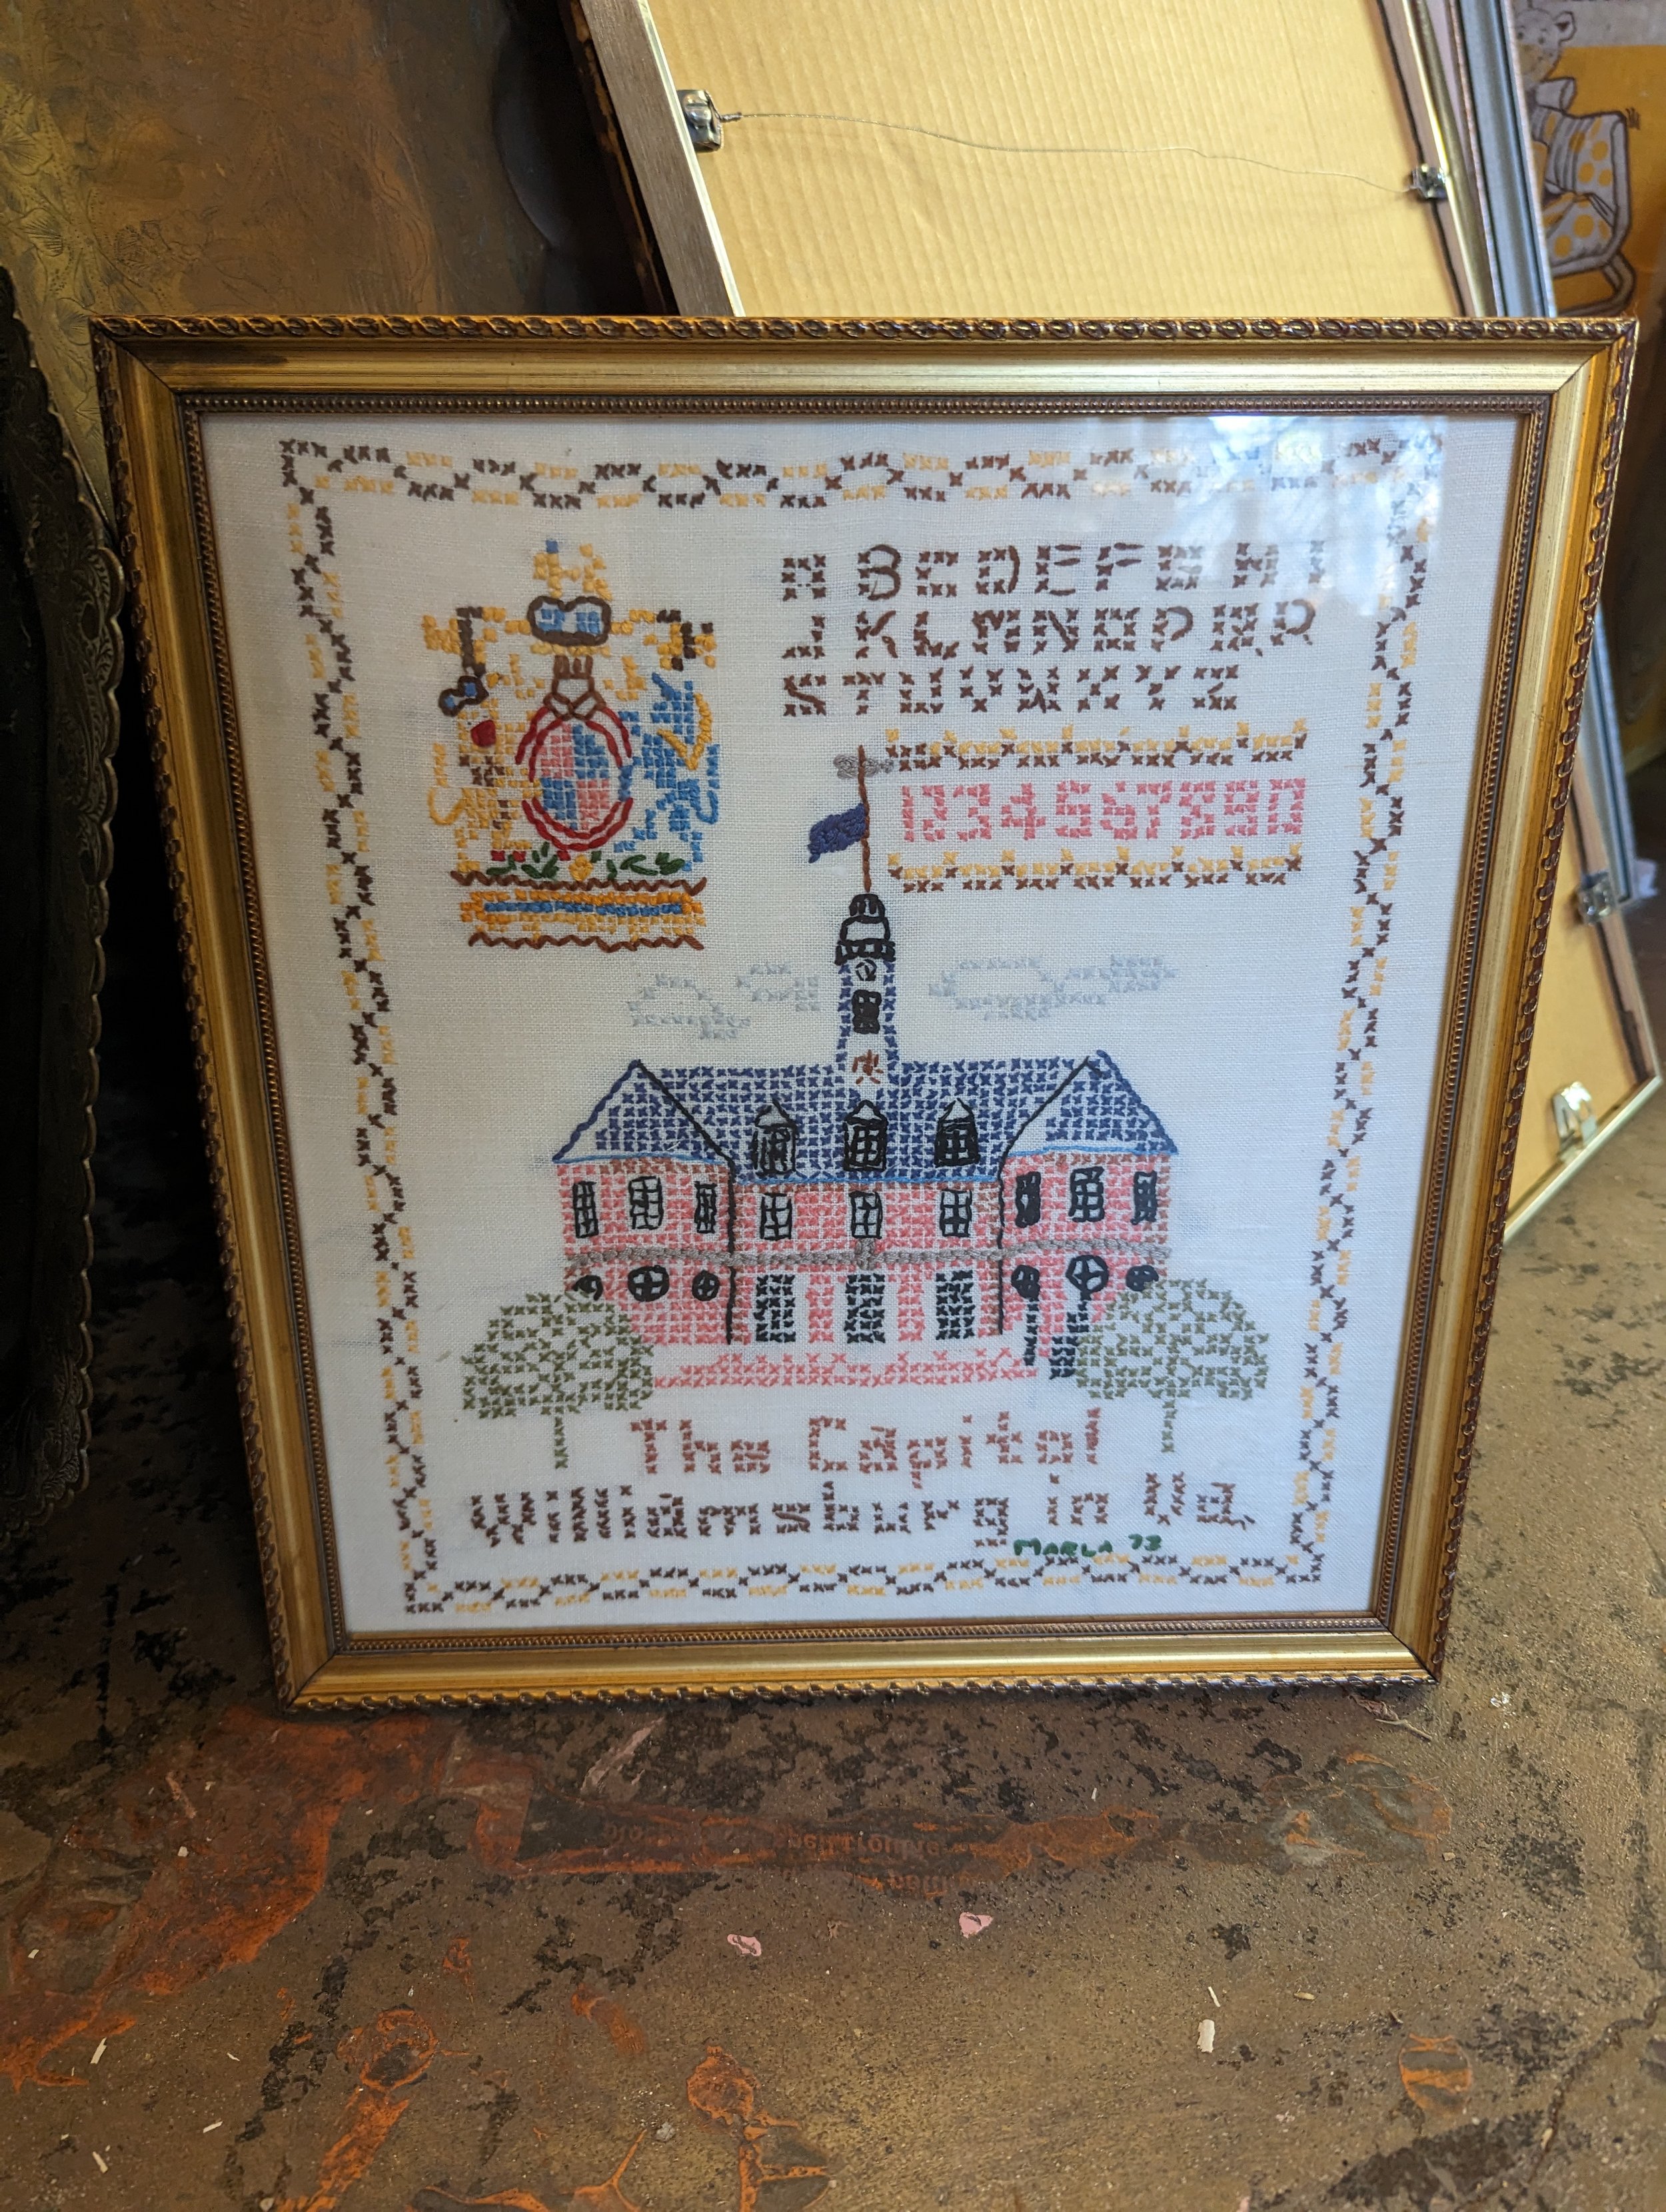 ABCDEFGHI
JKLMNOPQR
STUVWXYZ
1234567890
The Capitol
Williamsburg in Va.
MARLA 73